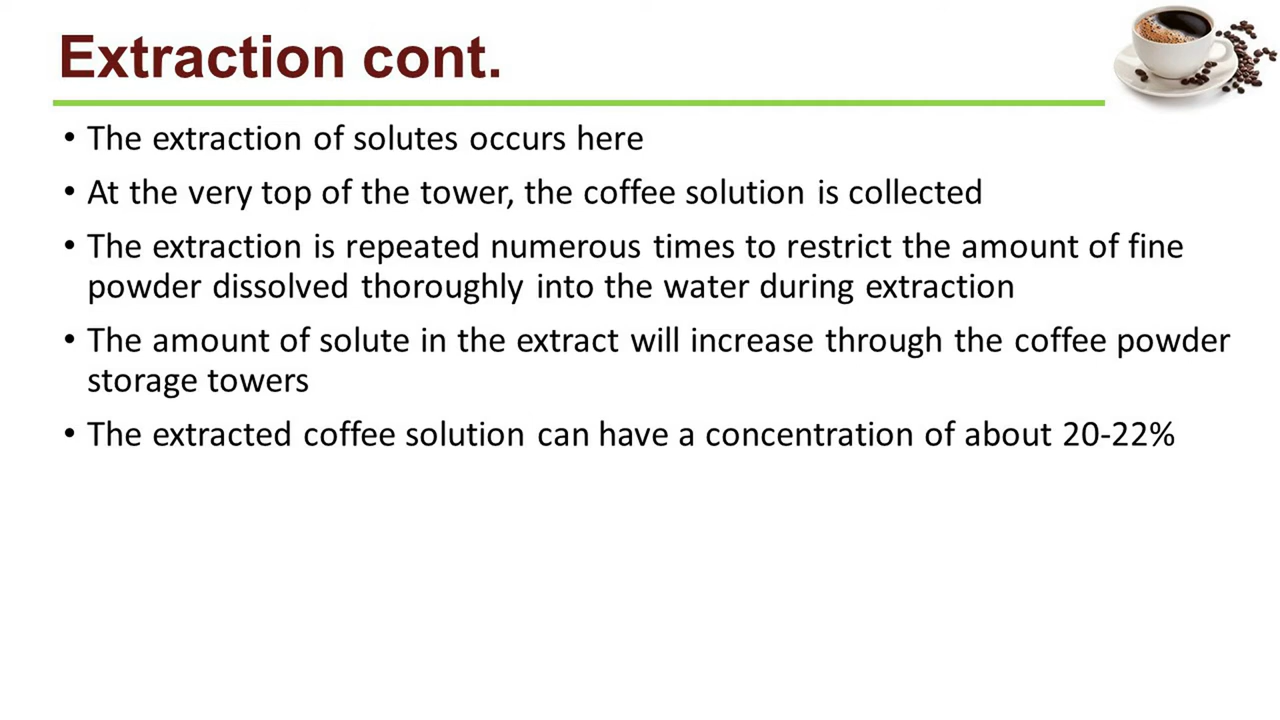 Extraction cont.
• The extraction of solutes occurs here
• At the very top of the tower, the coffee solution is collected
• The extraction is repeated numerous times to restrict the amount of fine
powder dissolved thoroughly into the water during extraction
• The amount of solute in the extract will increase through the coffee powder
storage towers
• The extracted coffee solution can have a concentration of about 20-22%